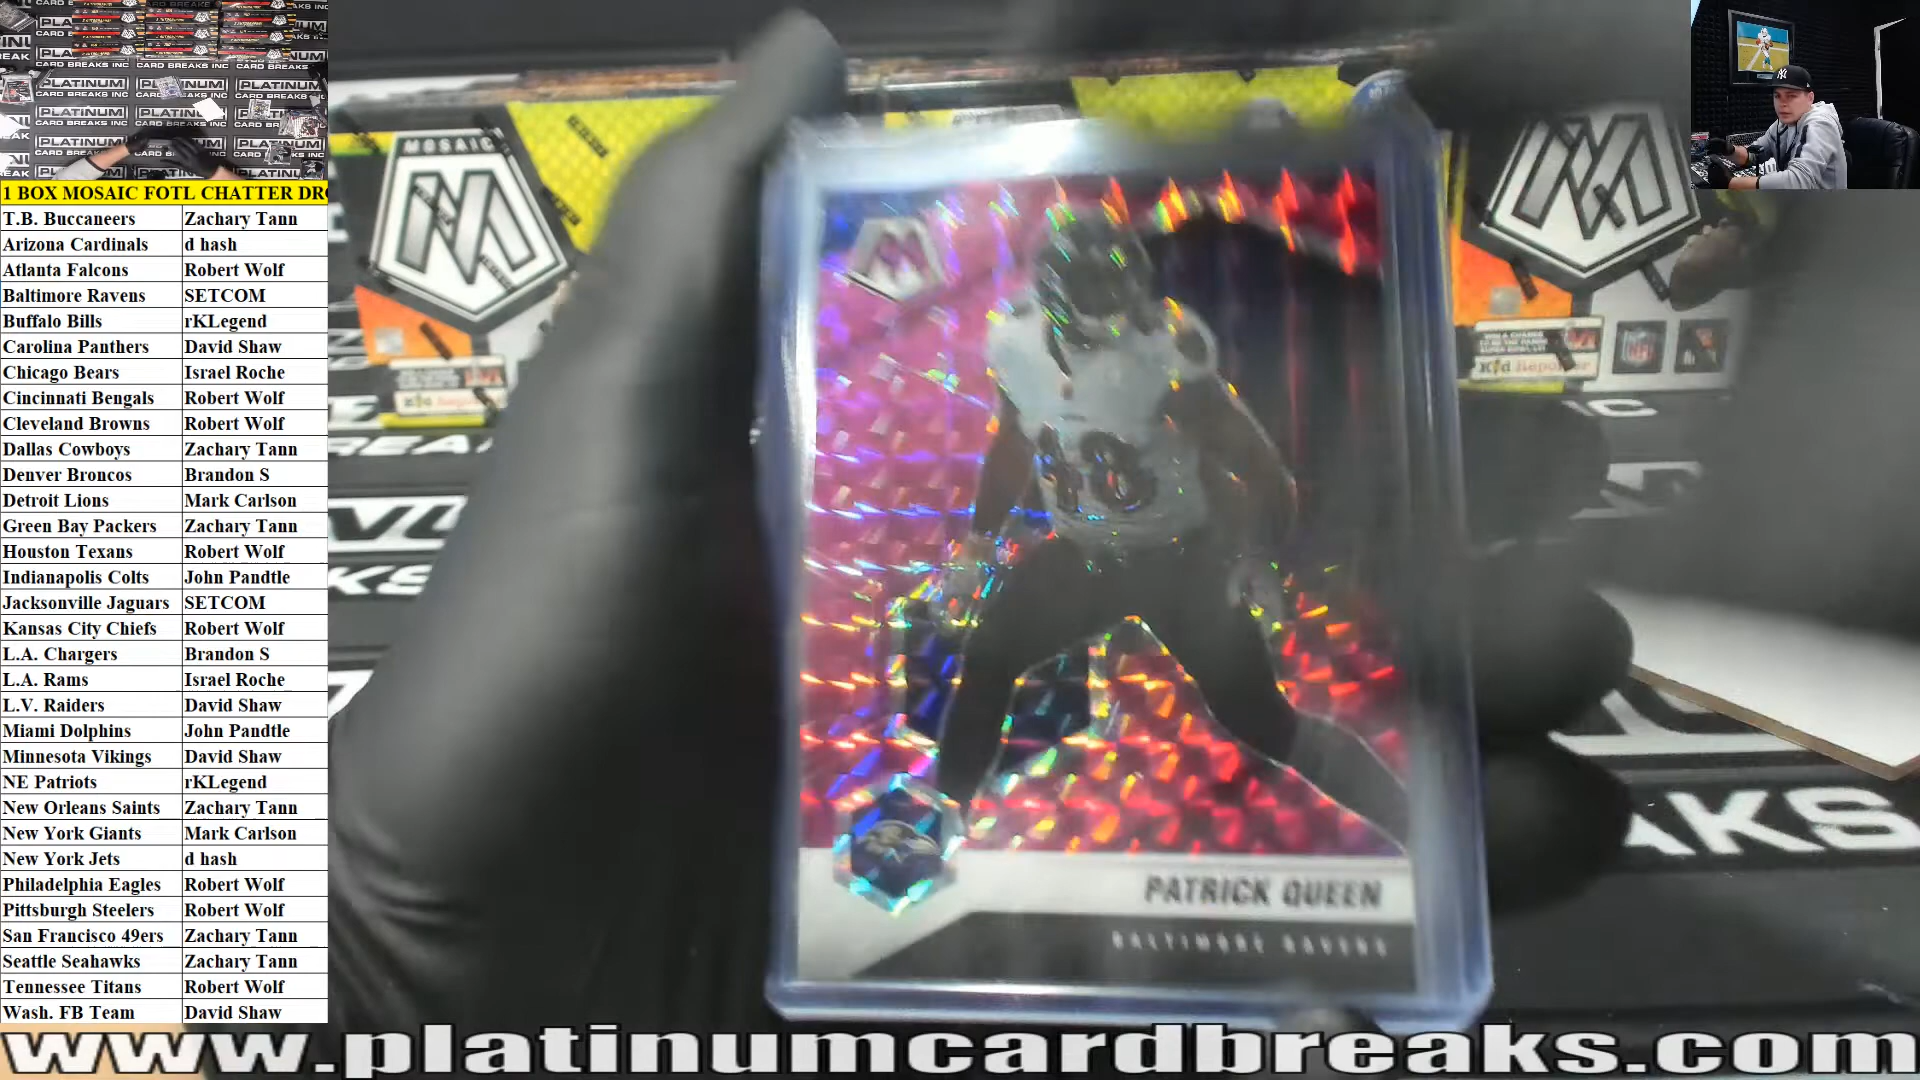 1 BOX MOSAIC FOTL CHATTER DRO
T.B. Buccaneers Zachary Tann
Arizona Cardinals d hash
Atlanta Falcons Robert Wolf
Baltimore Ravens SETCOM
Buffalo Bills rKLegend
Carolina Panthers David Shaw
Chicago Bears Israel Roche
Cincinnati Bengals Robert Wolf
Cleveland Browns Robert Wolf
Dallas Cowboys Zachary Tann
Denver Broncos Brandon S
Detroit Lions Mark Carlson
Green Bay Packers Zachary Tann
Houston Texans Robert Wolf
Indianapolis Colts John Pandtle
Jacksonville Jaguars SETCOM
Kansas City Chiefs Robert Wolf
L.A. Chargers Brandon S
L.A. Rams Israel Roche
L.V. Raiders David Shaw
Miami Dolphins John Pandtle
Minnesota Vikings David Shaw
NE Patriots rKLegend
New Orleans Saints Zachary Tann
New York Giants Mark Carlson
New York Jets d hash
Philadelphia Eagles Robert Wolf
Pittsburgh Steelers Robert Wolf
San Francisco 49ers Zachary Tann
Seattle Seahawks Zachary Tann
Tennessee Titans Robert Wolf
Wash. FB Team David Shaw
PLATINUM PLATINUM PLATINUM
CARD BREAKS INC
MOSAIC
PATRICK QUEEN
BALTIMORE RAVENS
www.platinumcardbreaks.com